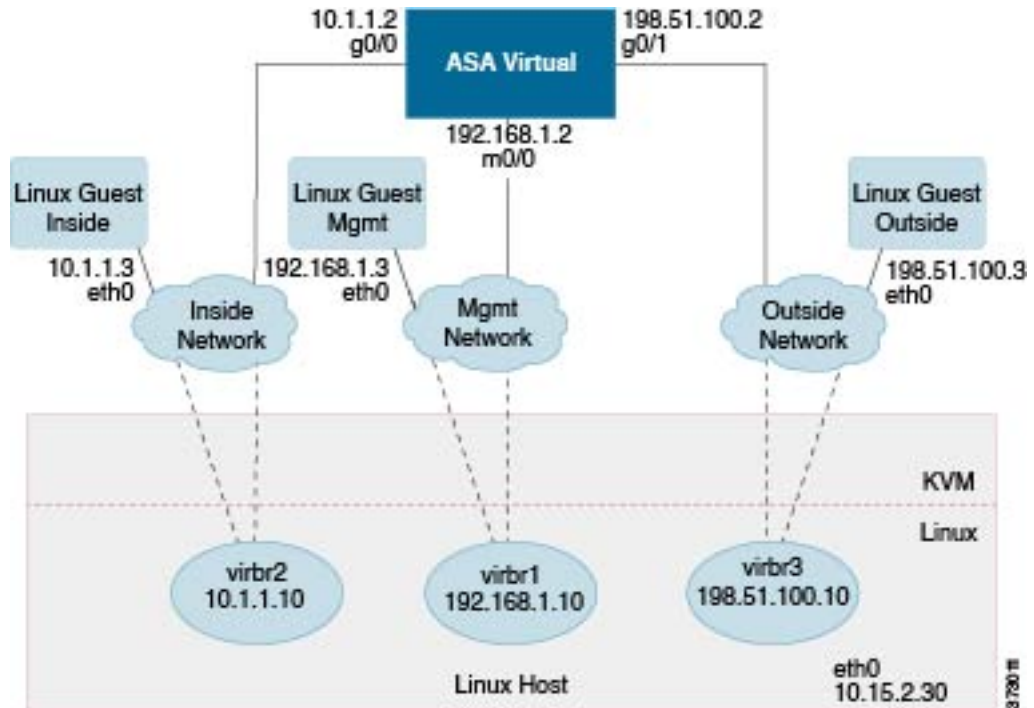 10.1.1.2
g0/0
ASA Virtual
198.51.100.2
g0/1
192.168.1.2
m0/0
Linux Guest
Inside
Linux Guest
Mgmt
Linux Guest
Outside
10.1.1.3
eth0
192.168.1.3
eth0
198.51.100.3
eth0
Inside
Network
Mgmt
Network
Outside
Network
KVM
Linux
virbr2
10.1.1.10
virbr1
192.168.1.10
virbr3
198.51.100.10
Linux Host
eth0
10.15.2.30
373011